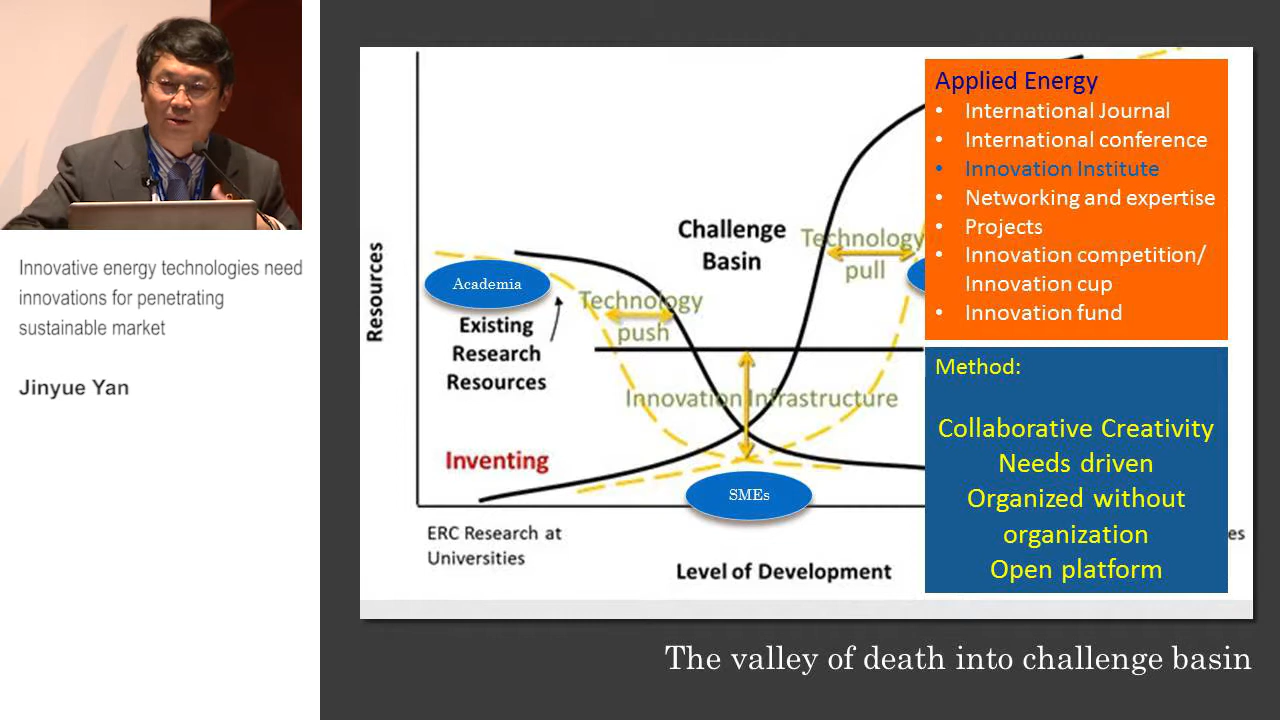 Innovative energy technologies need
innovations for penetrating
sustainable market
Jinyue Yan
Resources
Academia
Existing
Research
Resources
Technology
push
Challenge
Basin
Technology
pull
Innovation Infrastructure
Inventing
SMEs
ERC Research at
Universities
es
Level of Development
Applied Energy
• International Journal
• International conference
• Innovation Institute
• Networking and expertise
• Projects
• Innovation competition/
Innovation cup
• Innovation fund
Method:
Collaborative Creativity
Needs driven
Organized without
organization
Open platform
The valley of death into challenge basin